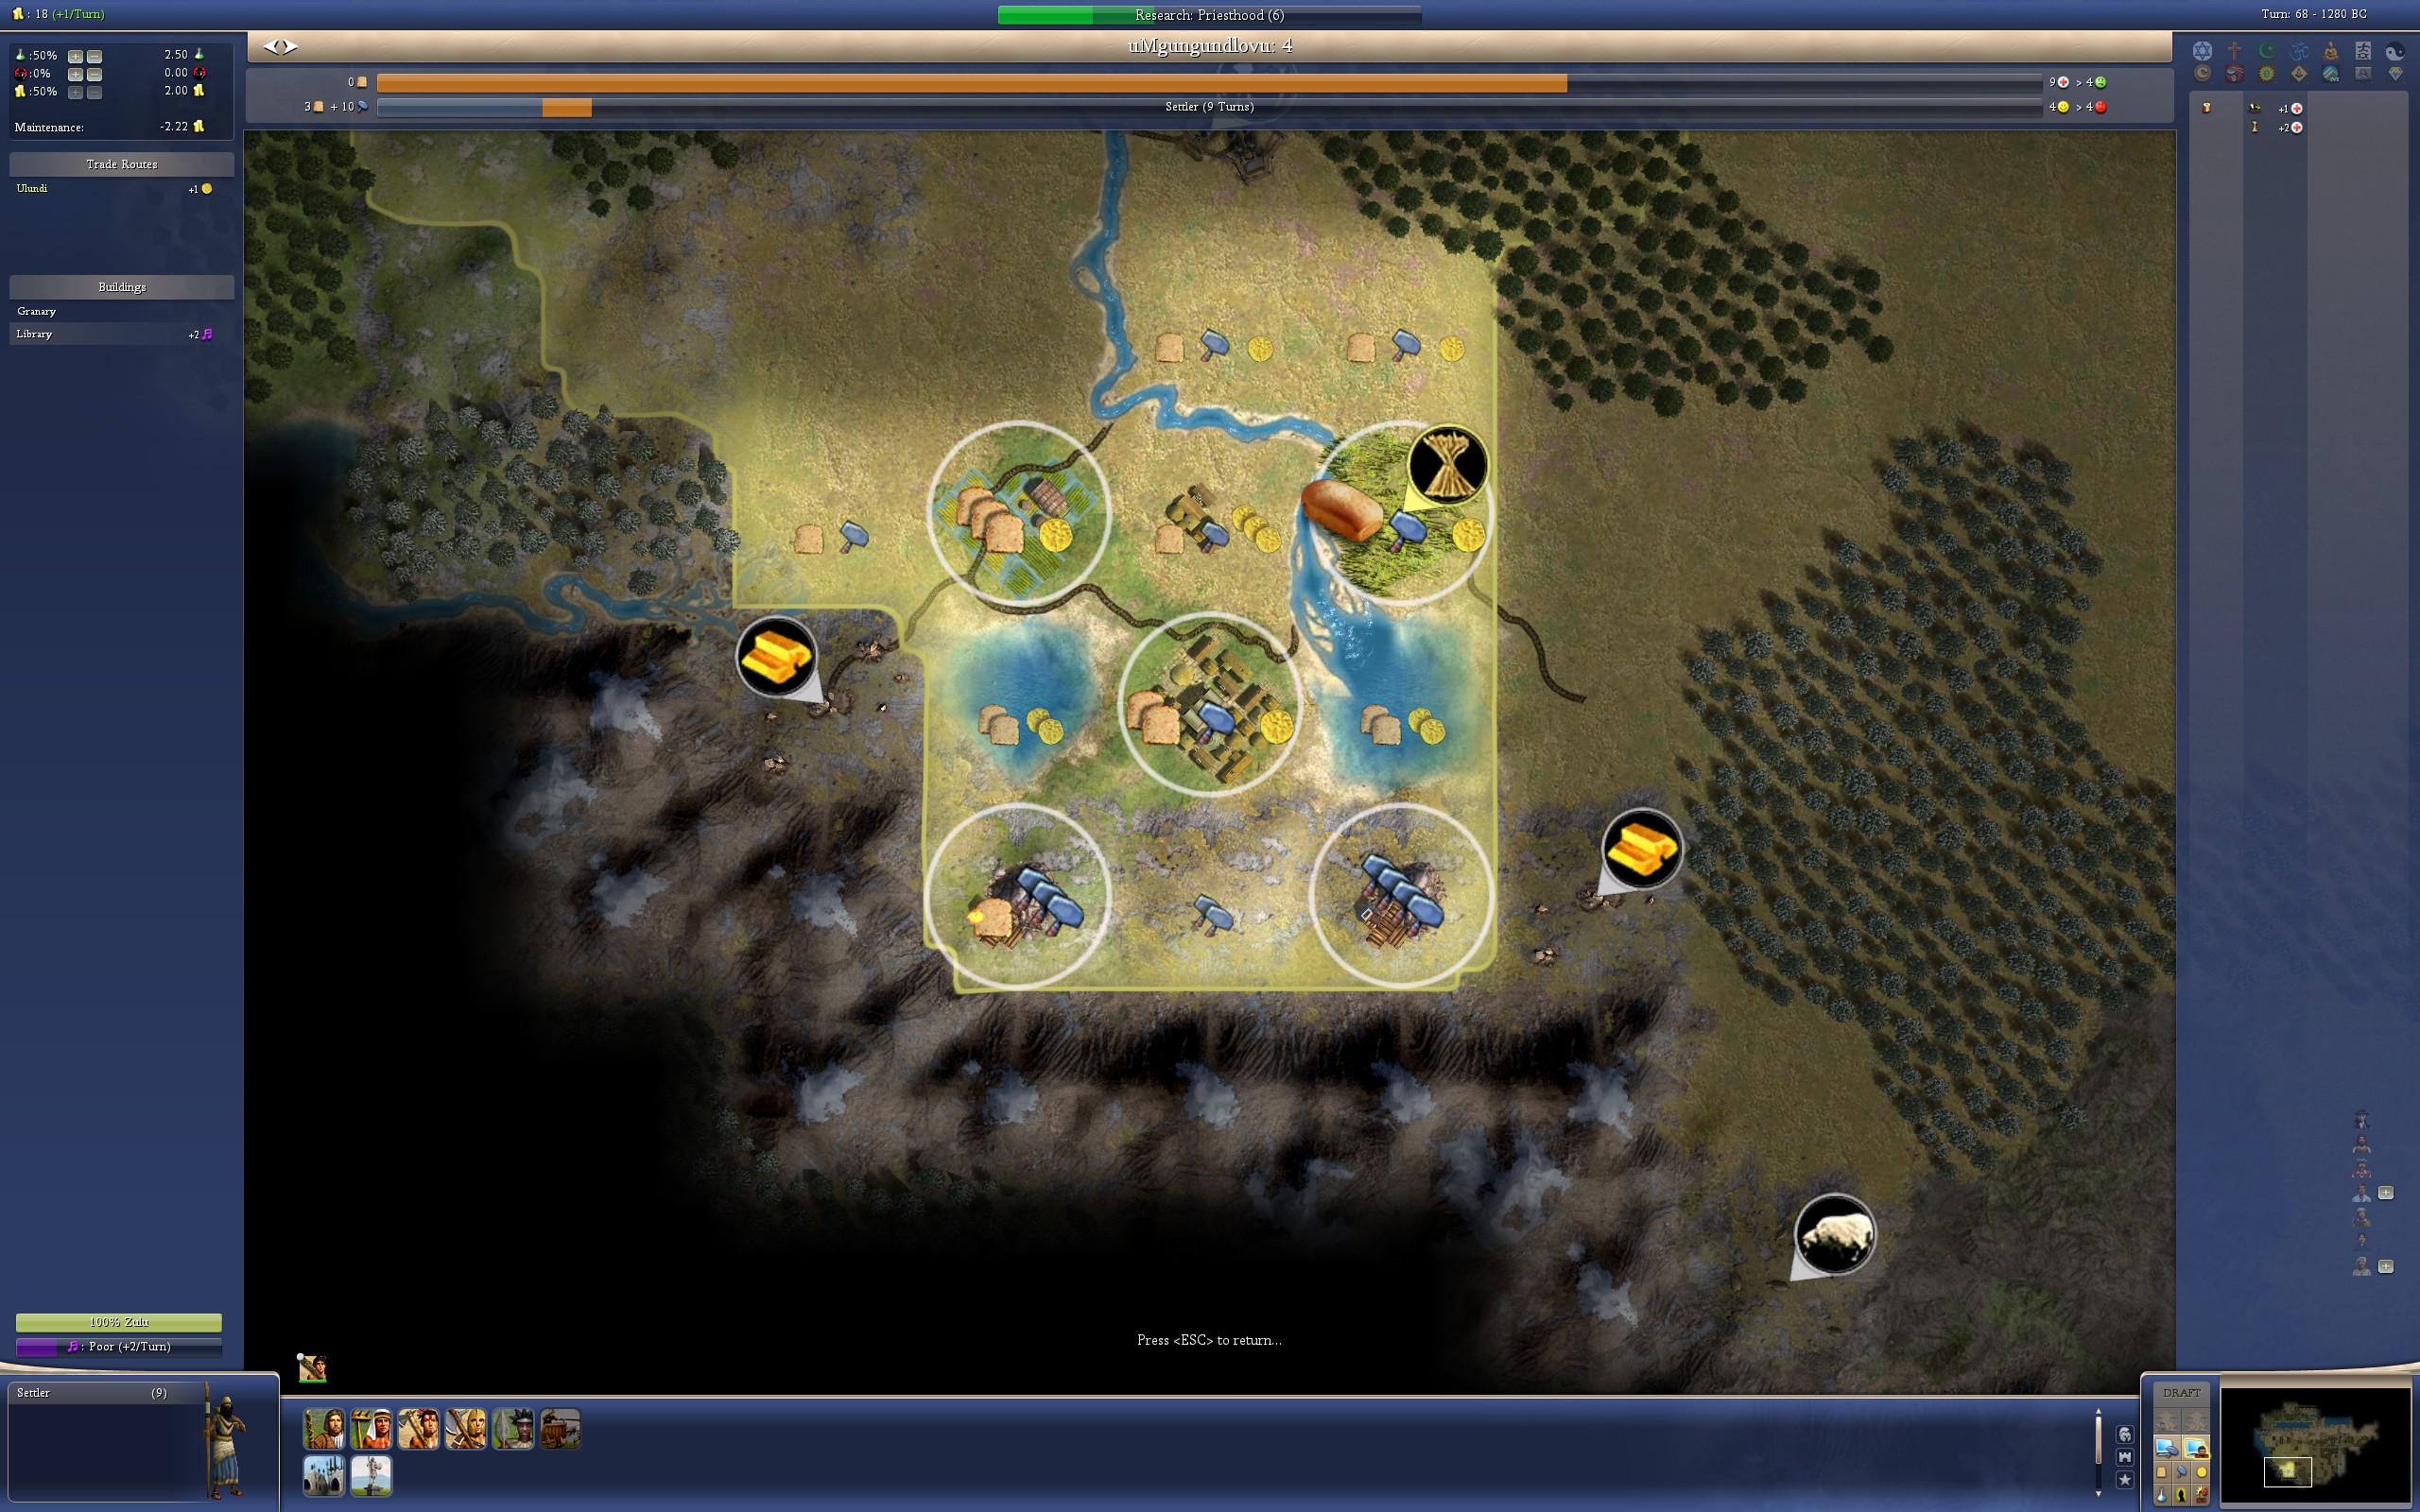 : 18 (+1/Turn)
Research: Priesthood (6)
Turn: 68 - 1280 BC
uMgungundlovu: 4
:50% 2.50
:0% 0.00
:50% 2.00
Maintenance: -2.22
0
9 > 4
3 + 10
Settler (9 Turns)
4 > 4
+1
+2
Trade Routes
Ulundi +1
Buildings
Granary
Library +2
100% Zulu
: Poor (+2/Turn)
Press <ESC> to return...
Settler (9)
DRAFT